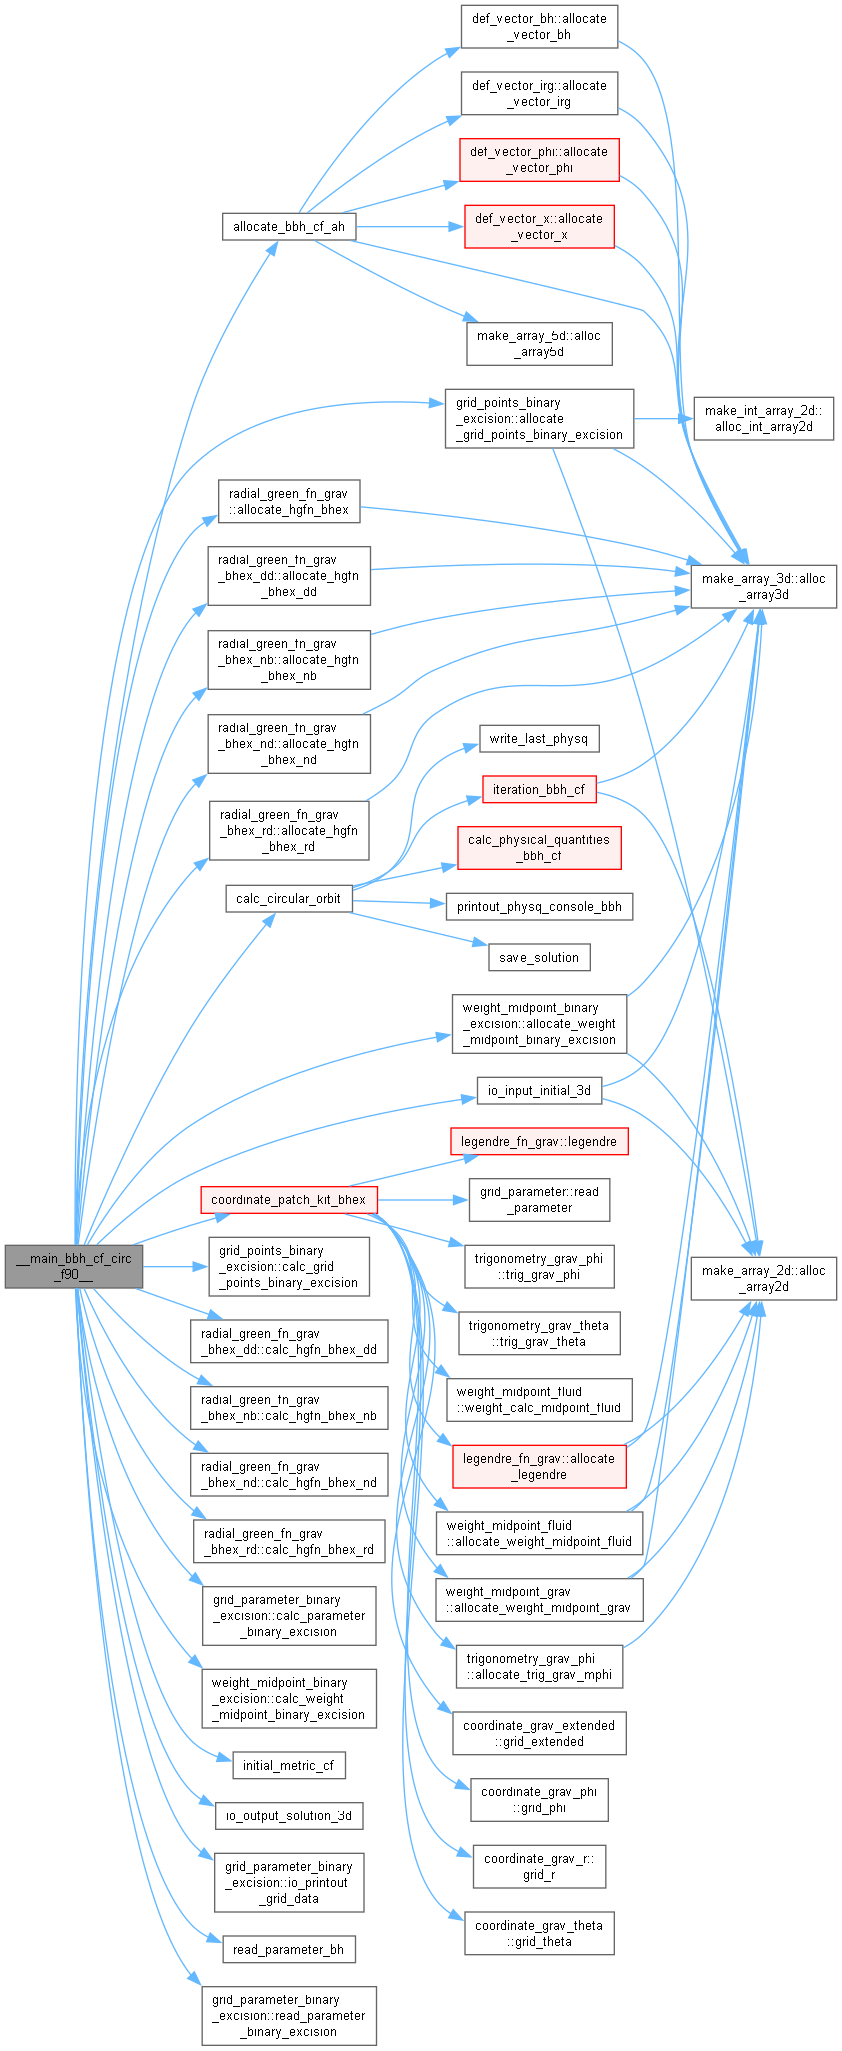 def_vector_bh::allocate
_vector_bh
def_vector_irg::allocate
_vector_irg
def_vector_phi::allocate
_vector_phi
allocate_bbh_cf_ah
def_vector_x::allocate
_vector_x
make_array_5d::alloc
_array5d
grid_points_binary
_excision::allocate
_grid_points_binary_excision
make_int_array_2d::
alloc_int_array2d
radial_green_fn_grav
::allocate_hgfn_bhex
radial_green_fn_grav
_bhex_dd::allocate_hgfn
_bhex_dd
make_array_3d::alloc
_array3d
radial_green_fn_grav
_bhex_nb::allocate_hgfn
_bhex_nb
radial_green_fn_grav
_bhex_nd::allocate_hgfn
_bhex_nd
write_last_physq
iteration_bbh_cf
radial_green_fn_grav
_bhex_rd::allocate_hgfn
_bhex_rd
calc_physical_quantities
_bbh_cf
calc_circular_orbit
printout_physq_console_bbh
save_solution
weight_midpoint_binary
_excision::allocate_weight
_midpoint_binary_excision
io_input_initial_3d
legendre_fn_grav::legendre
coordinate_patch_kit_bhex
grid_parameter::read
_parameter
__main_bbh_cf_circ
_f90__
grid_points_binary
_excision::calc_grid
_points_binary_excision
trigonometry_grav_phi
::trig_grav_phi
make_array_2d::alloc
_array2d
radial_green_fn_grav
_bhex_dd::calc_hgfn_bhex_dd
trigonometry_grav_theta
::trig_grav_theta
radial_green_fn_grav
_bhex_nb::calc_hgfn_bhex_nb
weight_midpoint_fluid
::weight_calc_midpoint_fluid
radial_green_fn_grav
_bhex_nd::calc_hgfn_bhex_nd
legendre_fn_grav::allocate
_legendre
radial_green_fn_grav
_bhex_rd::calc_hgfn_bhex_rd
weight_midpoint_fluid
::allocate_weight_midpoint_fluid
grid_parameter_binary
_excision::calc_parameter
_binary_excision
weight_midpoint_grav
::allocate_weight_midpoint_grav
weight_midpoint_binary
_excision::calc_weight
_midpoint_binary_excision
trigonometry_grav_phi
::allocate_trig_grav_mphi
initial_metric_cf
coordinate_grav_extended
::grid_extended
io_output_solution_3d
coordinate_grav_phi
::grid_phi
grid_parameter_binary
_excision::io_printout
_grid_data
coordinate_grav_r::
grid_r
read_parameter_bh
coordinate_grav_theta
::grid_theta
grid_parameter_binary
_excision::read_parameter
_binary_excision